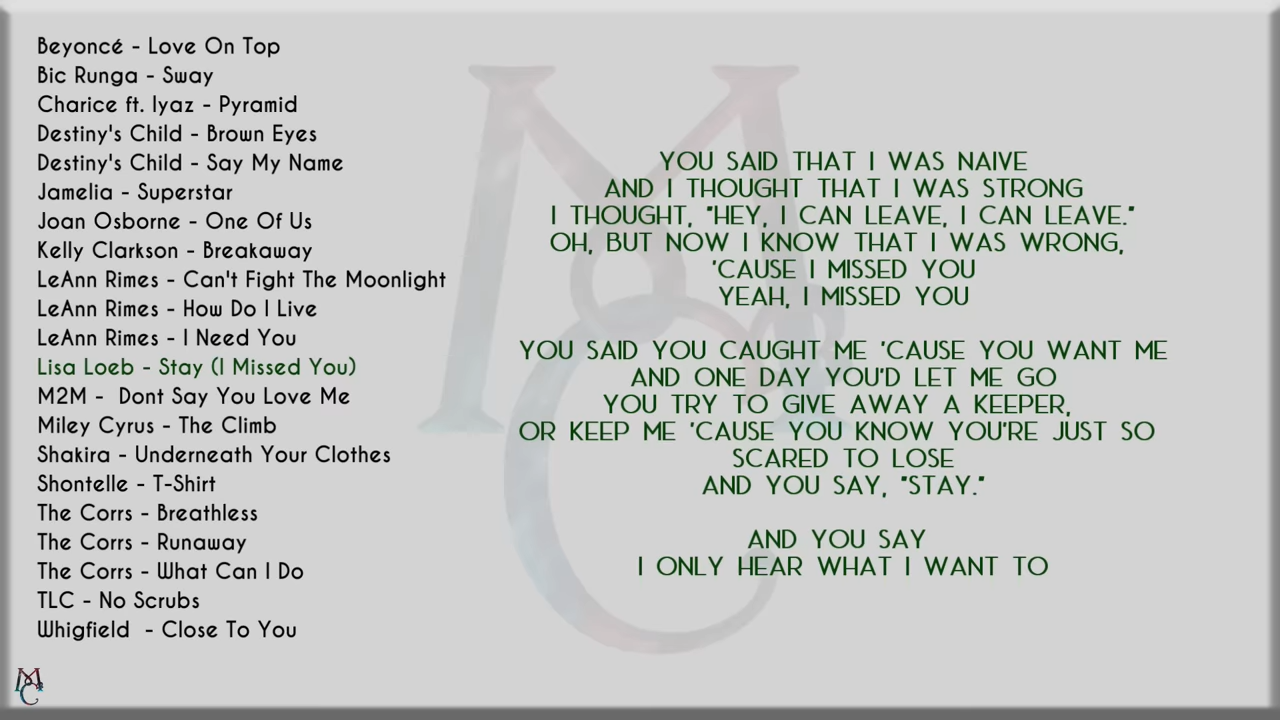 Beyoncé - Love On Top
Bic Runga - Sway
Charice ft. Iyaz - Pyramid
Destiny's Child - Brown Eyes
Destiny's Child - Say My Name
Jamelia - Superstar
Joan Osborne - One Of Us
Kelly Clarkson - Breakaway
LeAnn Rimes - Can't Fight The Moonlight
LeAnn Rimes - How Do I Live
LeAnn Rimes - I Need You
Lisa Loeb - Stay (I Missed You)
M2M -  Dont Say You Love Me
Miley Cyrus - The Climb
Shakira - Underneath Your Clothes
Shontelle - T-Shirt
The Corrs - Breathless
The Corrs - Runaway
The Corrs - What Can I Do
TLC - No Scrubs
Whigfield  - Close To You
YOU SAID THAT I WAS NAIVE
AND I THOUGHT THAT I WAS STRONG
I THOUGHT, "HEY, I CAN LEAVE, I CAN LEAVE."
OH, BUT NOW I KNOW THAT I WAS WRONG,
'CAUSE I MISSED YOU
YEAH, I MISSED YOU
YOU SAID YOU CAUGHT ME 'CAUSE YOU WANT ME
AND ONE DAY YOU'D LET ME GO
YOU TRY TO GIVE AWAY A KEEPER,
OR KEEP ME 'CAUSE YOU KNOW YOU'RE JUST SO
SCARED TO LOSE
AND YOU SAY, "STAY."
AND YOU SAY
I ONLY HEAR WHAT I WANT TO
MC
MC